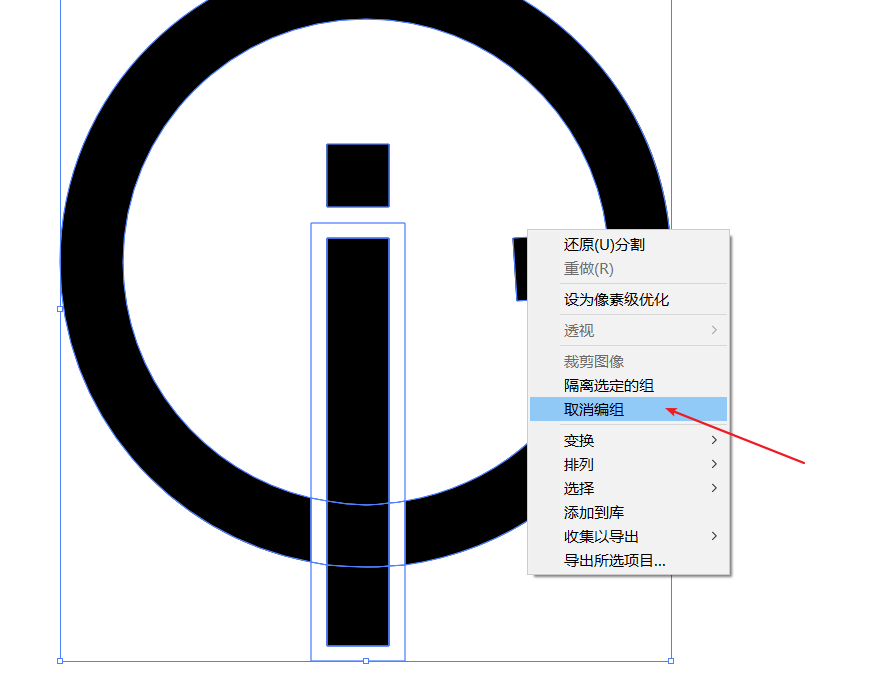 还原(U)分割
重做(R)
设为像素级优化
透视
裁剪图像
隔离选定的组
取消编组
变换
排列
选择
添加到库
收集以导出
导出所选项目...